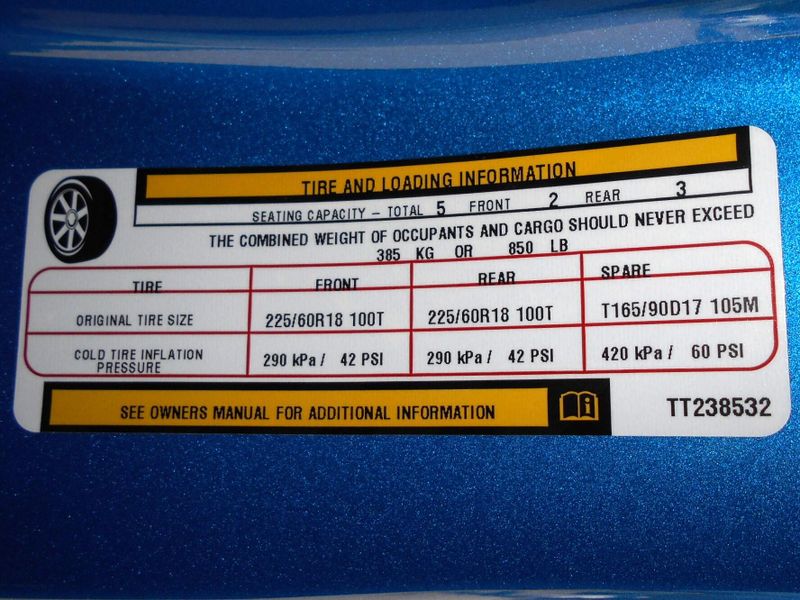 TIRE AND LOADING INFORMATION
SEATING CAPACITY – TOTAL 5 FRONT 2 REAR 3
THE COMBINED WEIGHT OF OCCUPANTS AND CARGO SHOULD NEVER EXCEED
385 KG OR 850 LB
TIRE FRONT REAR SPARE
ORIGINAL TIRE SIZE 225/60R18 100T 225/60R18 100T T165/90D17 105M
COLD TIRE INFLATION
PRESSURE 290 kPa / 42 PSI 290 kPa / 42 PSI 420 kPa / 60 PSI
SEE OWNERS MANUAL FOR ADDITIONAL INFORMATION
TT238532